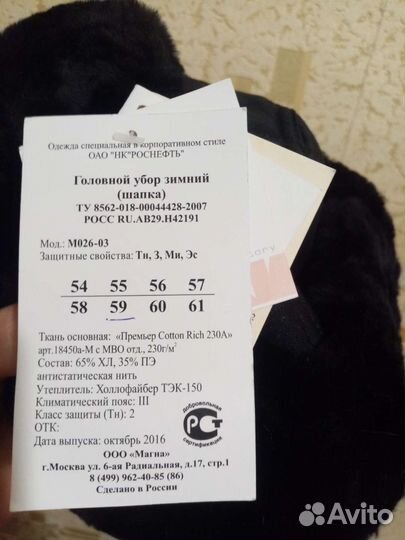 Одежда специальная в корпоративном стиле
ОАО "НК"РОСНЕФТЬ"
Головной убор зимний
(шапка)
ТУ 8562-018-00044428-2007
РОСС RU.АВ29.Н42191
Мод.: М026-03
Защитные свойства: Тн, З, Ми, Эс
54 55 56 57
58 59 60 61
Ткань основная: «Премьер Cotton Rich 230А»
арт.18450а-М с МВО отд., 230г/м²
Состав: 65% ХЛ, 35% ПЭ
антистатическая нить
Утеплитель: Холлофайбер ТЭК-150
Климатический пояс: III
Класс защиты (Тн): 2
ОТК:
Дата выпуска: октябрь 2016
добровольная
РСТ
сертификация
ООО «Магна»
г.Москва ул. 6-ая Радиальная, д.17, стр.1
8 (499) 962-40-85 (86)
Сделано в России
Avito